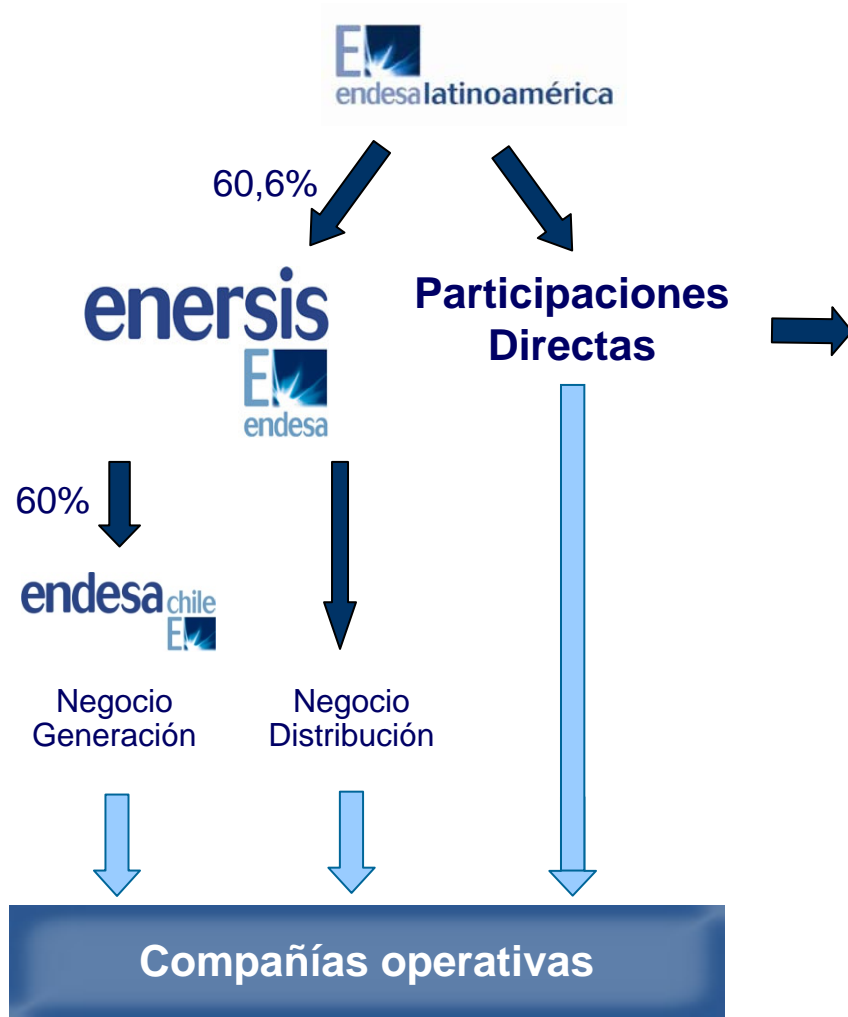 endesalatinoamérica
60,6%
enersis
endesa
Participaciones
Directas
60%
endesa chile
Negocio
Generación
Negocio
Distribución
Compañías operativas